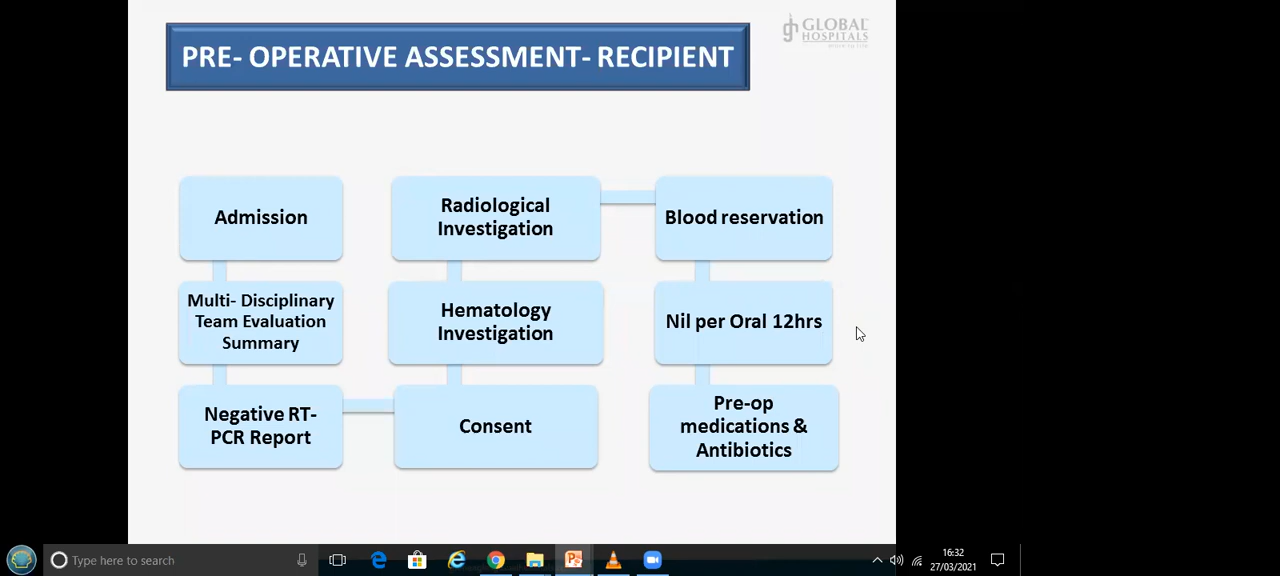 GLOBAL
HOSPITALS
PRE- OPERATIVE ASSESSMENT- RECIPIENT
Admission
Multi- Disciplinary
Team Evaluation
Summary
Negative RT-
PCR Report
Consent
Hematology
Investigation
Radiological
Investigation
Blood reservation
Nil per Oral 12hrs
Pre-op
medications &
Antibiotics
Type here to search
16:32
27/03/2021